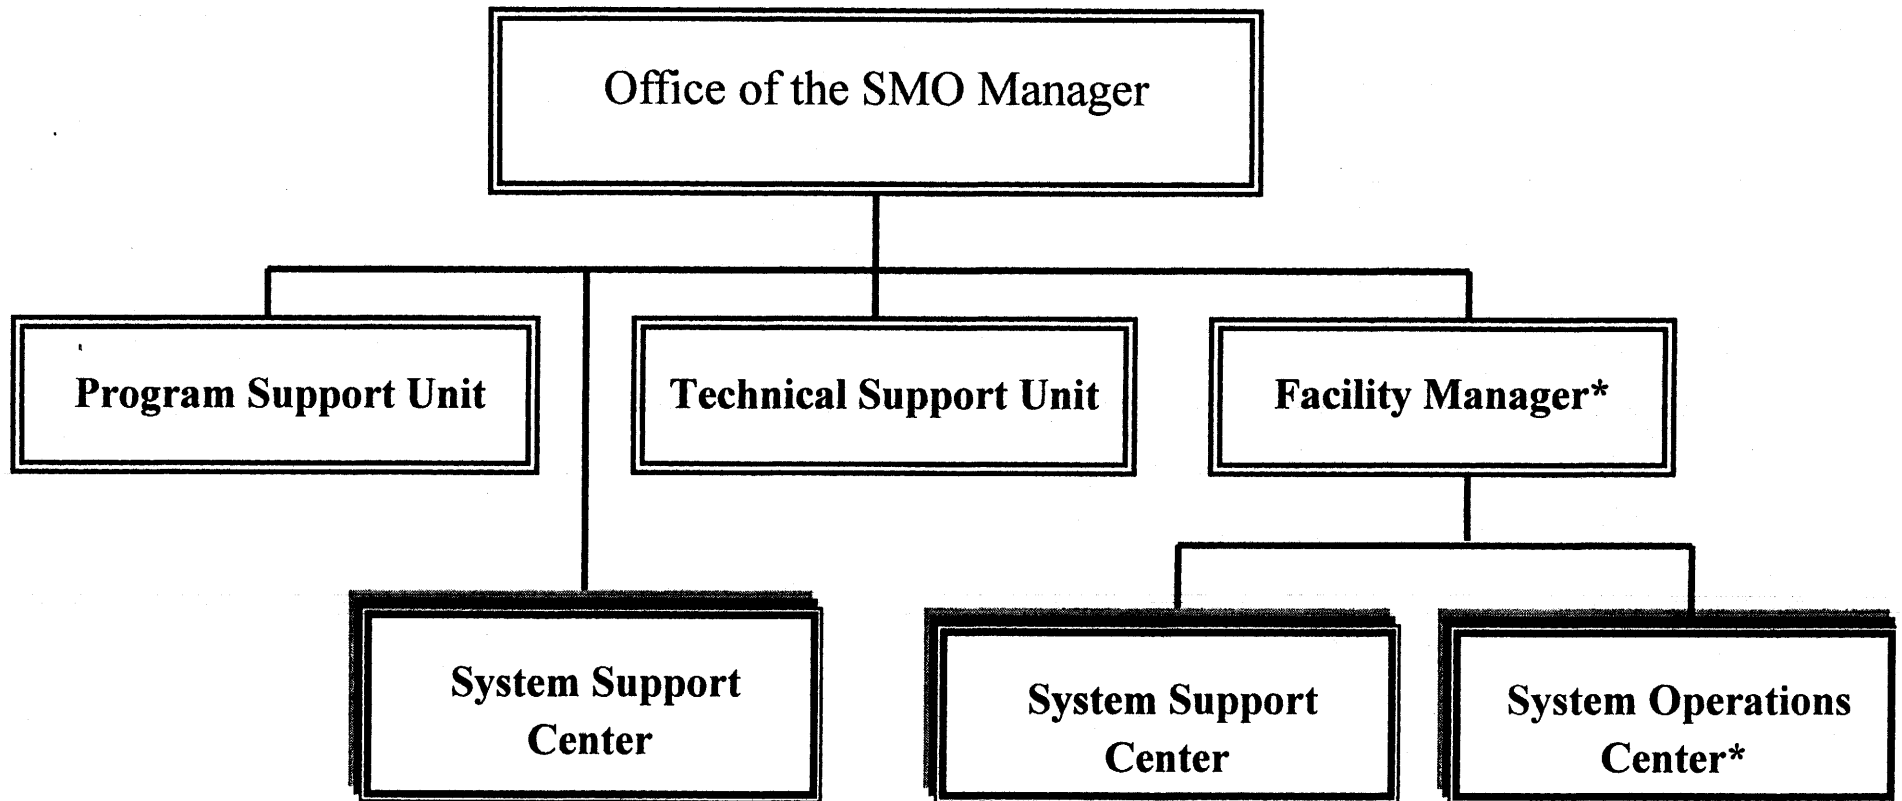 Office of the SMO Manager
Program Support Unit
Technical Support Unit
Facility Manager*
System Support
Center
System Support
Center
System Operations
Center*